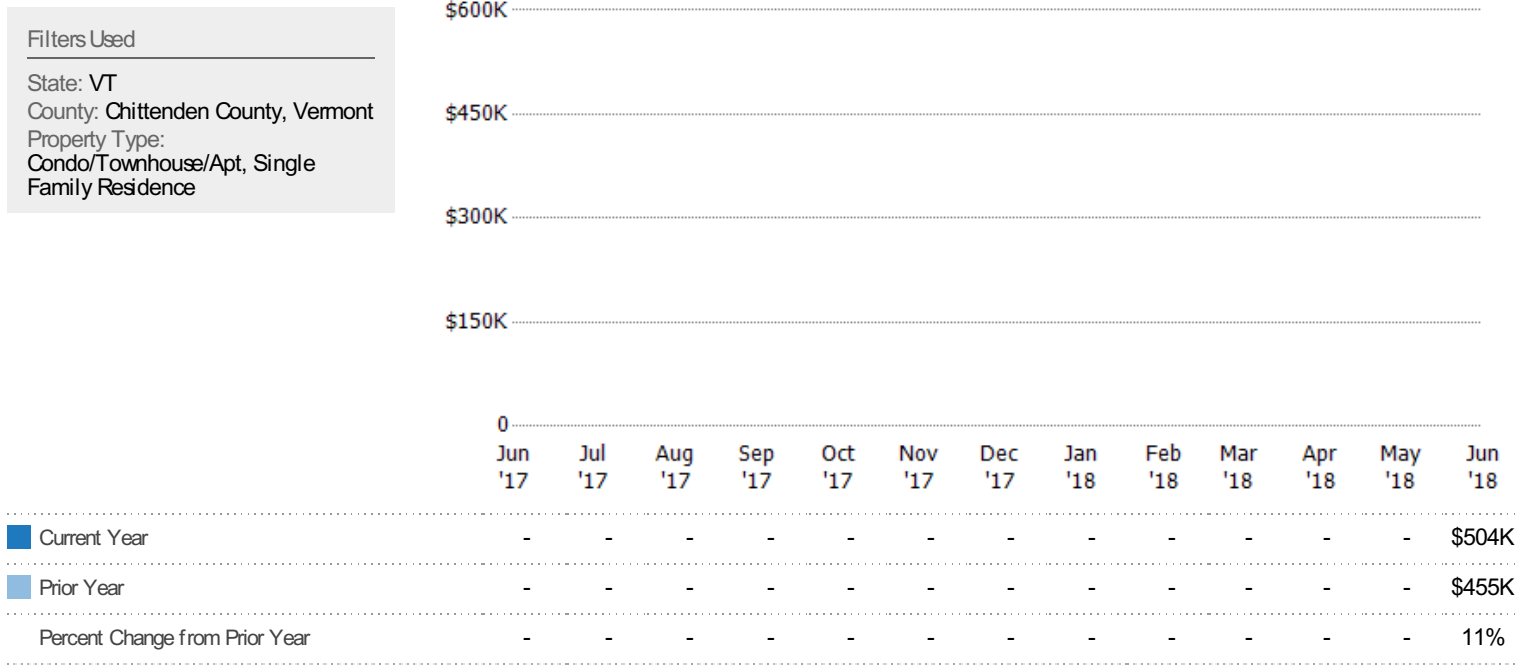 Filters Used
State: VT
County: Chittenden County, Vermont
Property Type:
Condo/Townhouse/Apt, Single
Family Residence
$600K
$450K
$300K
$150K
0
Jun Jul Aug Sep Oct Nov Dec Jan Feb Mar Apr May Jun
'17 '17 '17 '17 '17 '17 '17 '18 '18 '18 '18 '18 '18
Current Year - - - - - - - - - - - - $504K
Prior Year - - - - - - - - - - - - $455K
Percent Change from Prior Year - - - - - - - - - - - - 11%